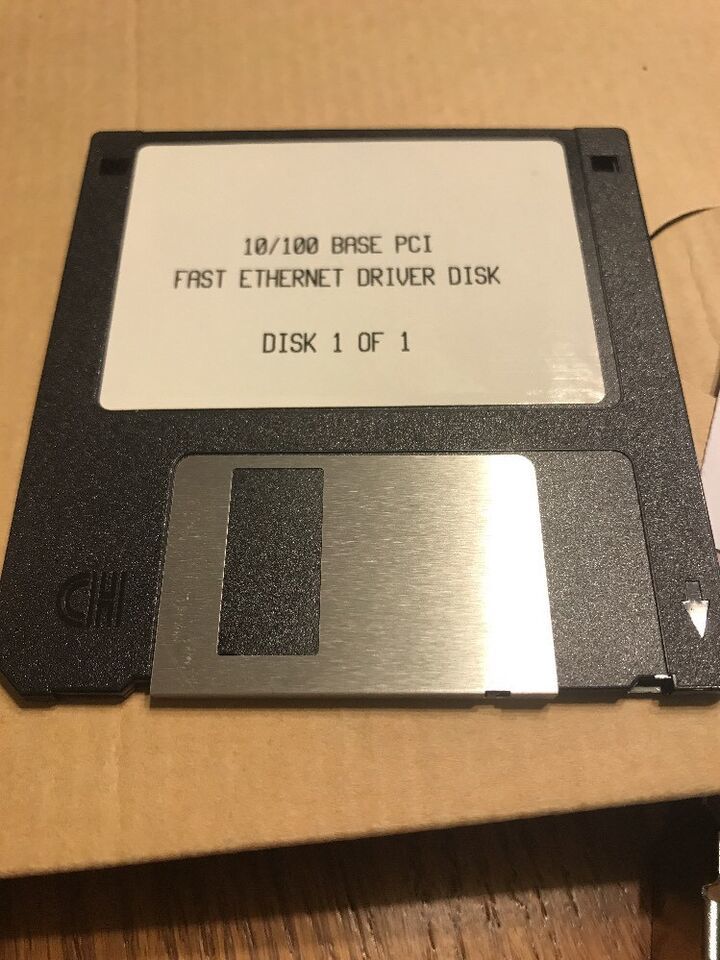 10/100 BASE PCI
FAST ETHERNET DRIVER DISK
DISK 1 OF 1